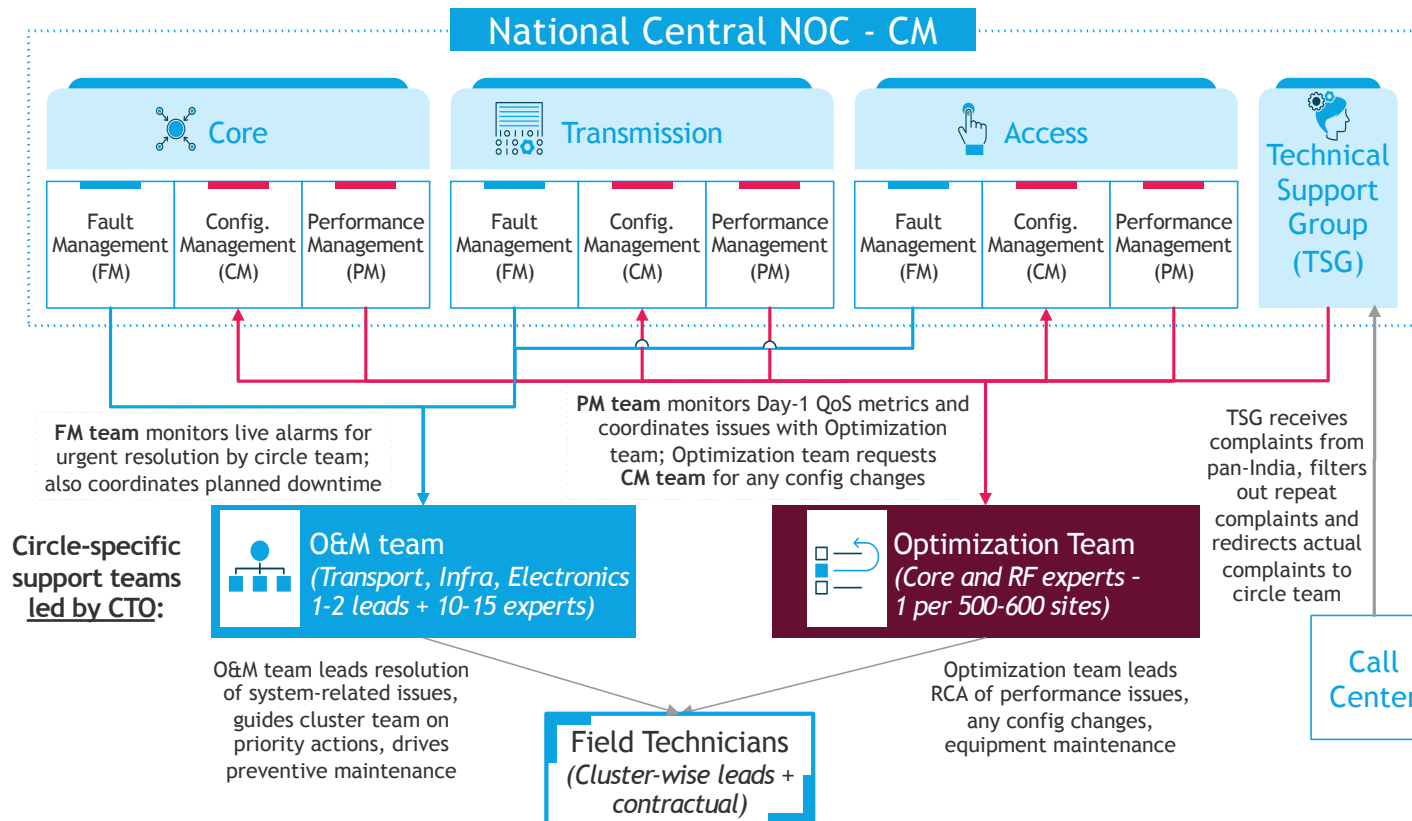 National Central NOC - CM
Core
Transmission
Access
Technical
Support
Group
(TSG)
Fault
Management
(FM)
Config.
Management
(CM)
Performance
Management
(PM)
Fault
Management
(FM)
Config.
Management
(CM)
Performance
Management
(PM)
Fault
Management
(FM)
Config.
Management
(CM)
Performance
Management
(PM)
FM team monitors live alarms for
urgent resolution by circle team;
also coordinates planned downtime
PM team monitors Day-1 QoS metrics and
coordinates issues with Optimization
team; Optimization team requests
CM team for any config changes
TSG receives
complaints from
pan-India, filters
out repeat
complaints and
redirects actual
complaints to
circle team
Circle-specific
support teams
led by CTO:
O&M team
(Transport, Infra, Electronics
1-2 leads + 10-15 experts)
Optimization Team
(Core and RF experts –
1 per 500-600 sites)
Call
Center
O&M team leads resolution
of system-related issues,
guides cluster team on
priority actions, drives
preventive maintenance
Optimization team leads
RCA of performance issues,
any config changes,
equipment maintenance
Field Technicians
(Cluster-wise leads +
contractual)